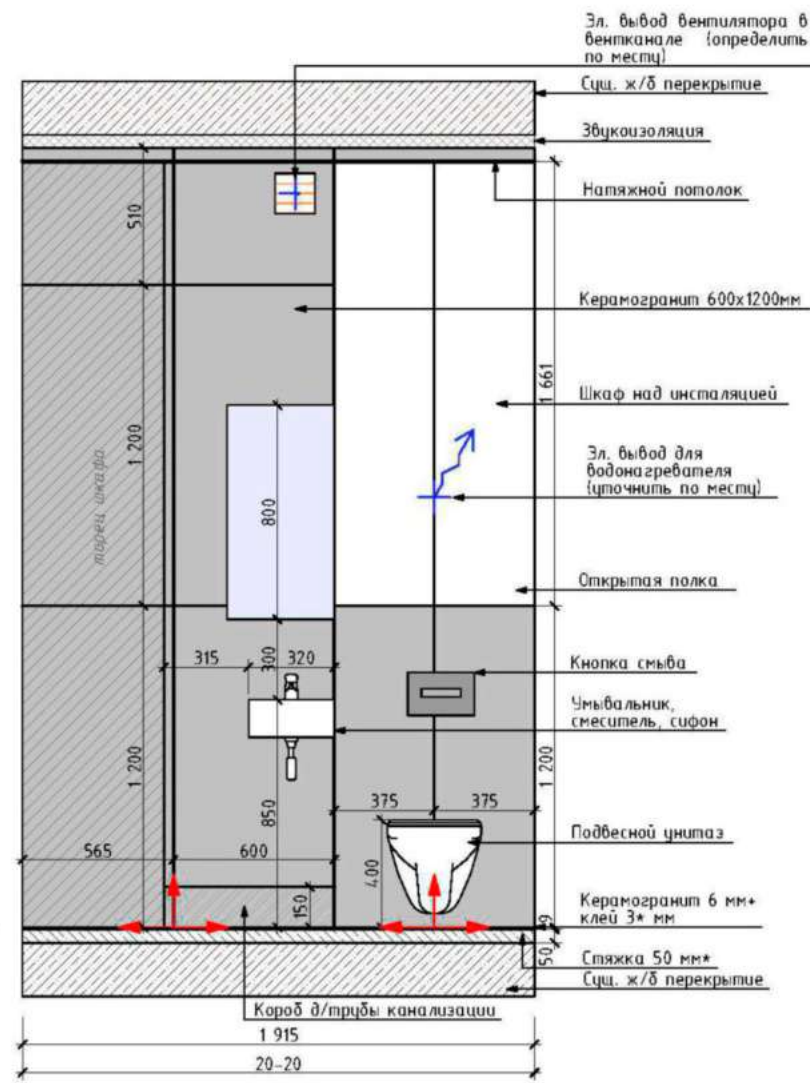 Эл. вывод вентилятора в
вентканале (определить
по месту)
Сущ. ж/б перекрытие
Звукоизоляция
Натяжной потолок
510
Керамогранит 600х1200мм
1 661
Шкаф над инсталяцией
Эл. вывод для
водонагревателя
(уточнить по месту)
1 200
торец шкафа
800
Открытая полка
315
300
320
Кнопка смыва
Умывальник,
смеситель, сифон
1 200
1 200
850
375
375
Подвесной унитаз
400
565
600
150
Керамогранит 6 мм+
клей 3* мм
9
50
Стяжка 50 мм*
Сущ. ж/б перекрытие
Короб д/трубы канализации
1 915
20-20